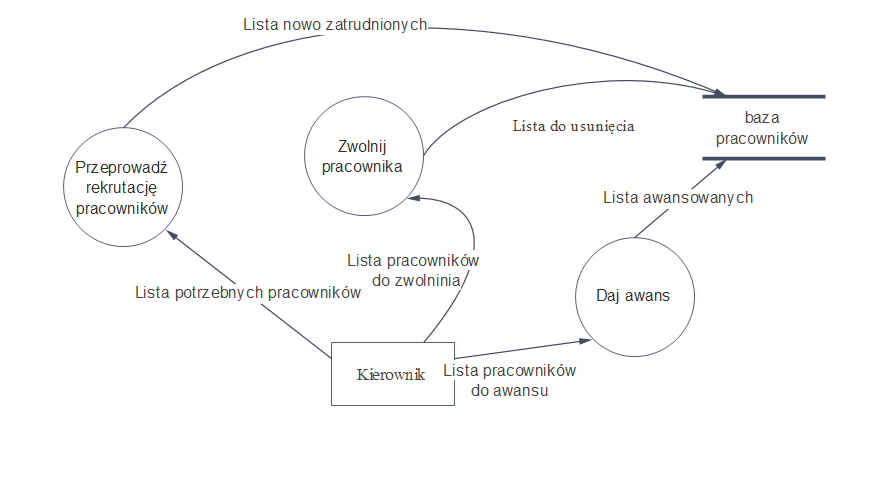 Lista nowo zatrudnionych
baza
pracowników
Lista do usunięcia
Zwolnij
pracownika
Przeprowadź
rekrutację
pracowników
Lista awansowanych
Lista pracowników
do zwolninia
Lista potrzebnych pracowników
Daj awans
Kierownik
Lista pracowników
do awansu